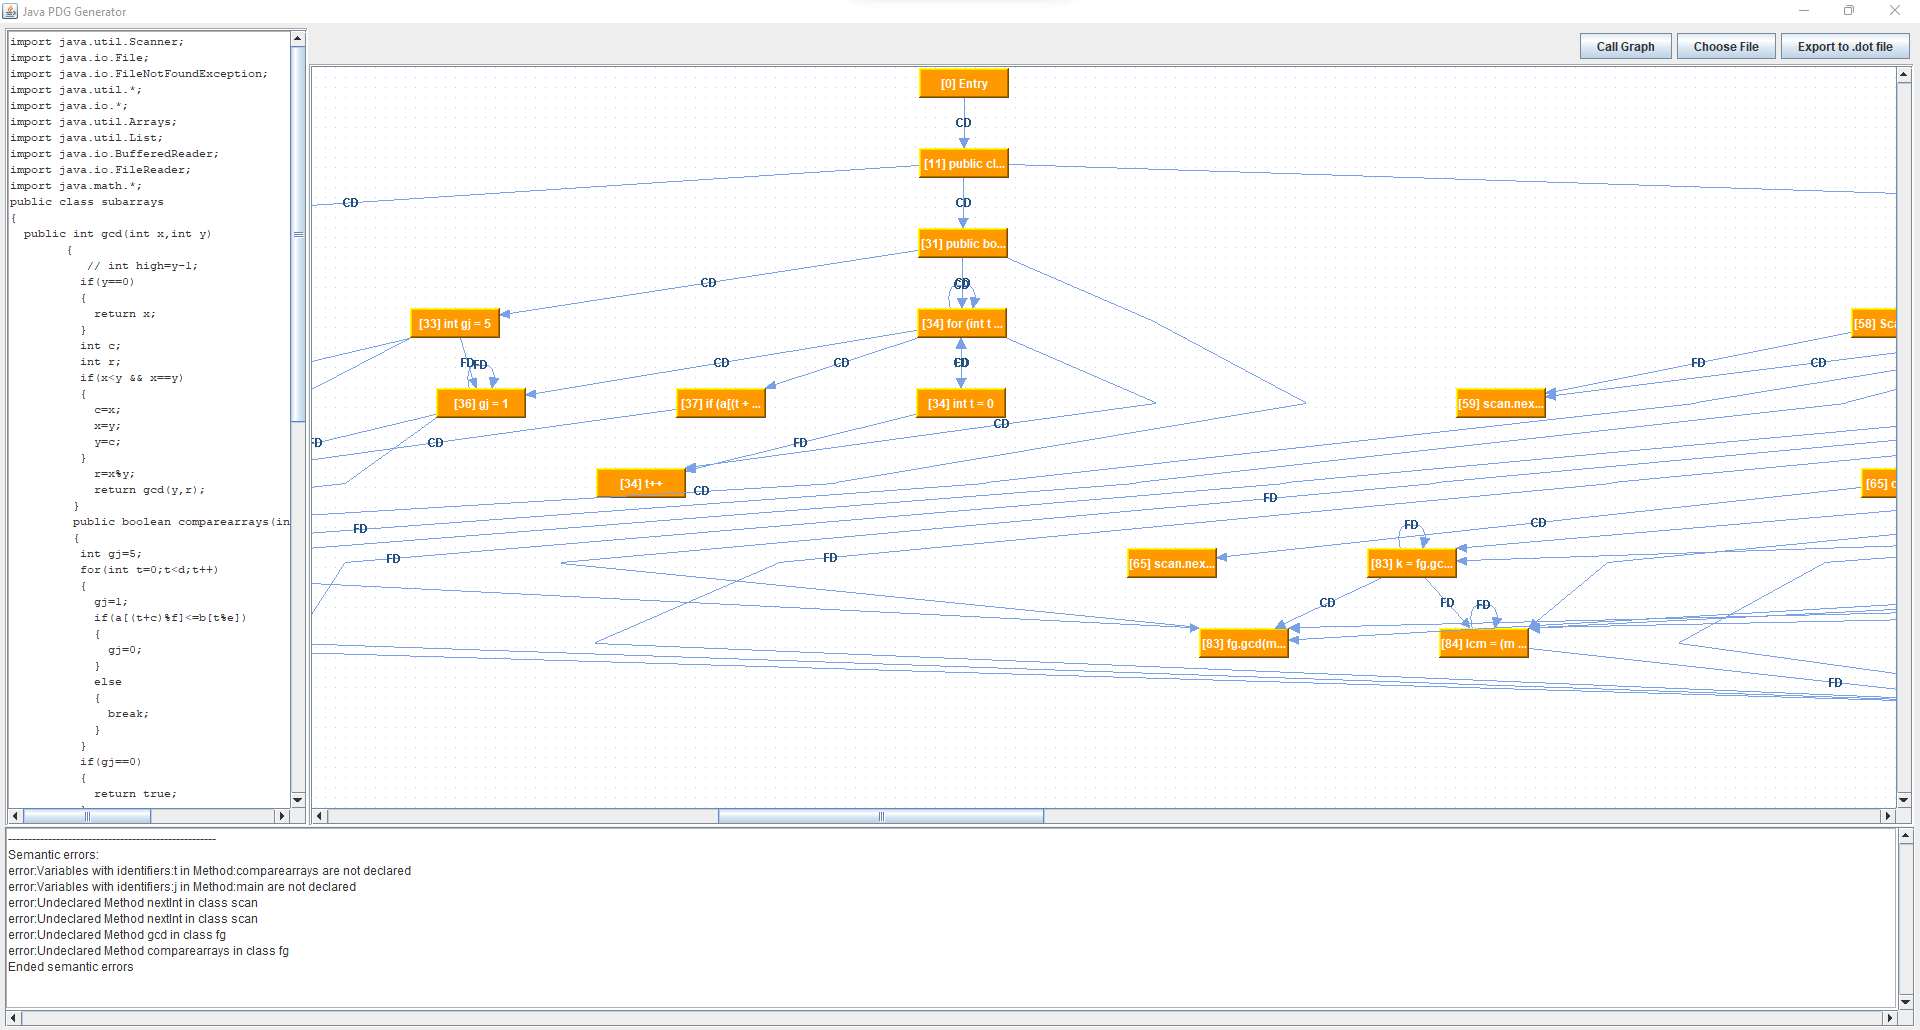 Java PDG Generator
Call Graph
Choose File
Export to .dot file
import java.util.Scanner;
import java.io.File;
import java.io.FileNotFoundException;
import java.util.*;
import java.io.*;
import java.util.Arrays;
import java.util.List;
import java.io.BufferedReader;
import java.io.FileReader;
import java.math.*;
public class subarrays
{
public int gcd(int x,int y)
{
// int high=y-1;
if(y==0)
{
return x;
}
int c;
int r;
if(x<y && x==y)
{
c=x;
x=y;
y=c;
}
r=x%y;
return gcd(y,r);
}
public boolean comparearrays(in
{
int gj=5;
for(int t=0;t<d;t++)
{
gj=1;
if(a[(t+c)%f]<=b[t%e])
{
gj=0;
}
else
{
break;
}
}
if(gj==0)
{
return true;
[0] Entry
CD
[11] public cl...
CD
CD
[31] public bo...
CD
CD
CD
[33] int gj = 5
[34] for (int t ...
[58] Sca
FD
FD
CD
CD
CD
FD
FD
CD
[36] gj = 1
[37] if (a[(t + ...
[34] int t = 0
[59] scan.nex...
CD
FD
CD
FD
[34] t++
CD
[65] c
FD
FD
CD
FD
FD
FD
[65] scan.nex...
[83] k = fg.gc...
CD
FD
FD
[83] fg.gcd(m...
[84] lcm = (m ...
FD
--------------------------------------------------
Semantic errors:
error:Variables with identifiers:t in Method:comparearrays are not declared
error:Variables with identifiers:j in Method:main are not declared
error:Undeclared Method nextInt in class scan
error:Undeclared Method nextInt in class scan
error:Undeclared Method gcd in class fg
error:Undeclared Method comparearrays in class fg
Ended semantic errors